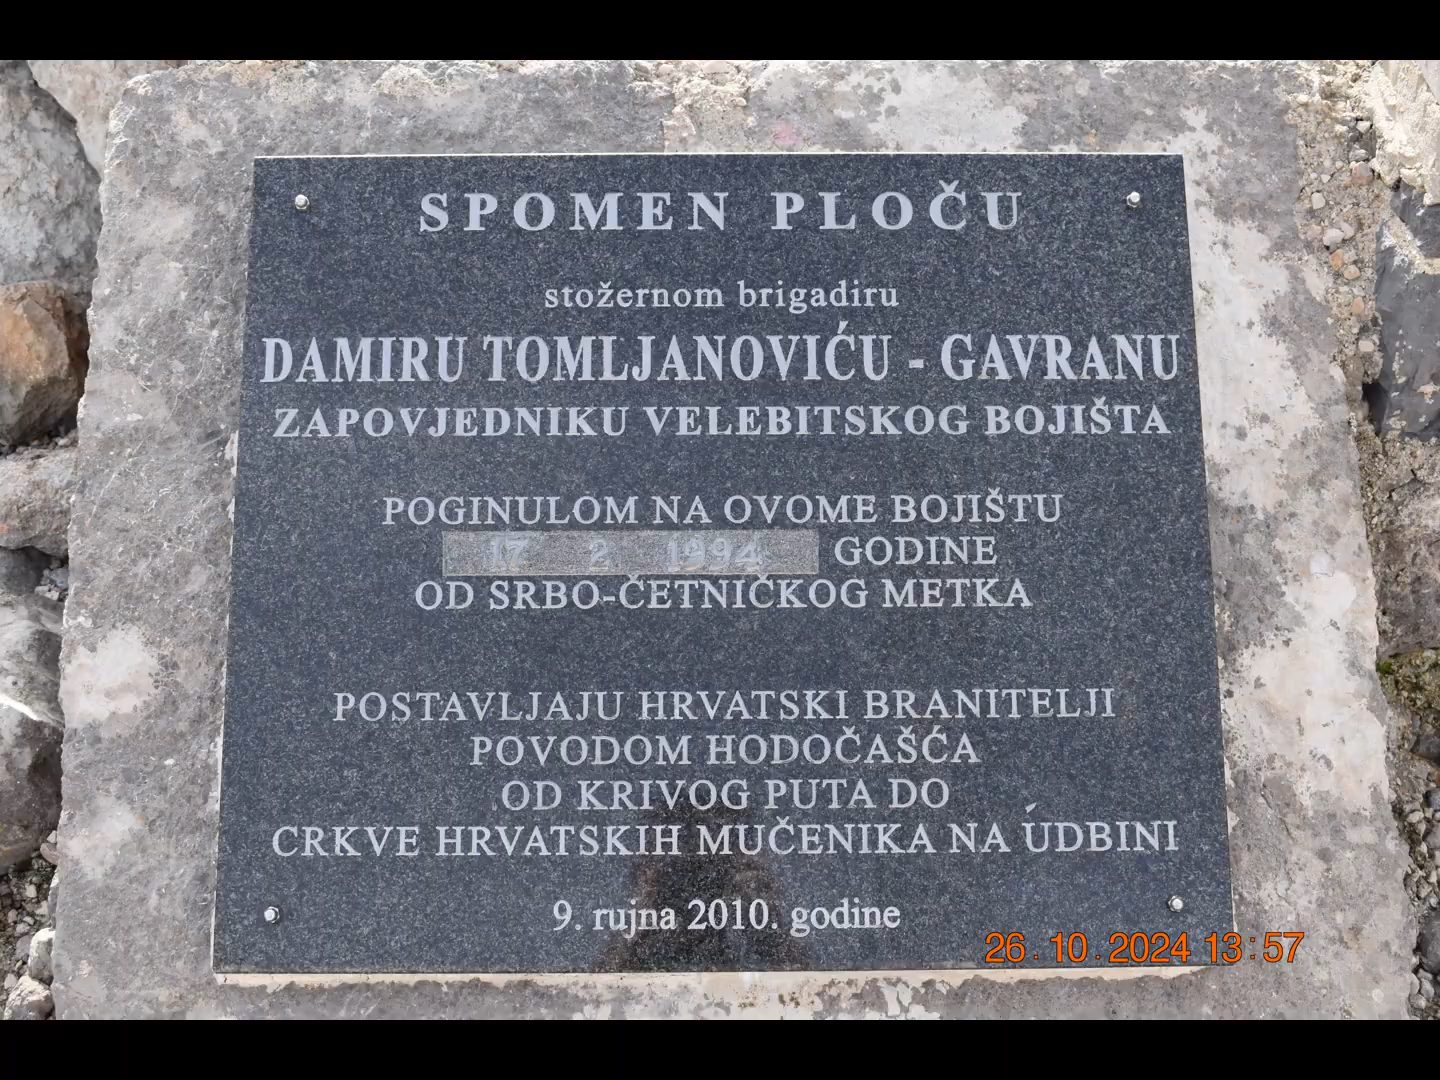 SPOMEN PLOČU
stožernom brigadiru
DAMIRU TOMLJANOVIĆU - GAVRANU
ZAPOVJEDNIKU VELEBITSKOG BOJIŠTA
POGINULOM NA OVOME BOJIŠTU
17 2 1994 GODINE
OD SRBO-ČETNIČKOG METKA
POSTAVLJAJU HRVATSKI BRANITELJI
POVODOM HODOČAŠĆA
OD KRIVOG PUTA DO
CRKVE HRVATSKIH MUČENIKA NA UDBINI
9. rujna 2010. godine
26.10.2024 13:57